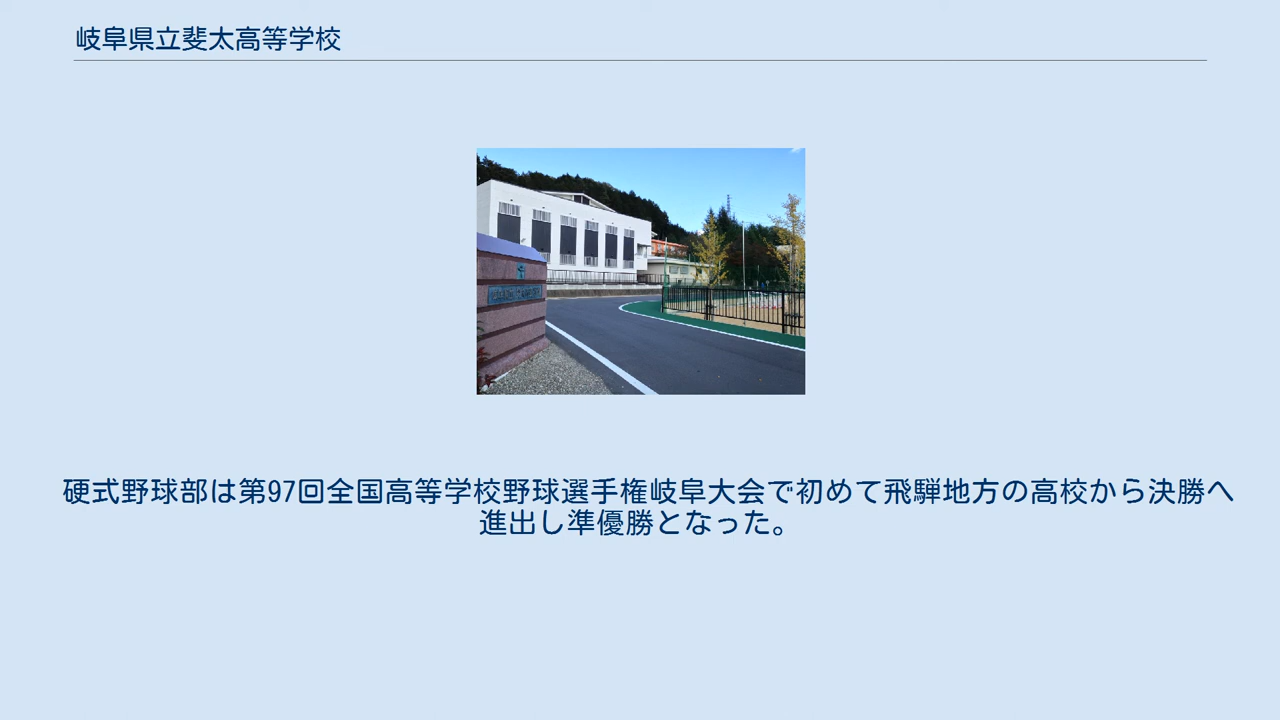 岐阜県立斐太高等学校
硬式野球部は第97回全国高等学校野球選手権岐阜大会で初めて飛騨地方の高校から決勝へ
進出し準優勝となった。